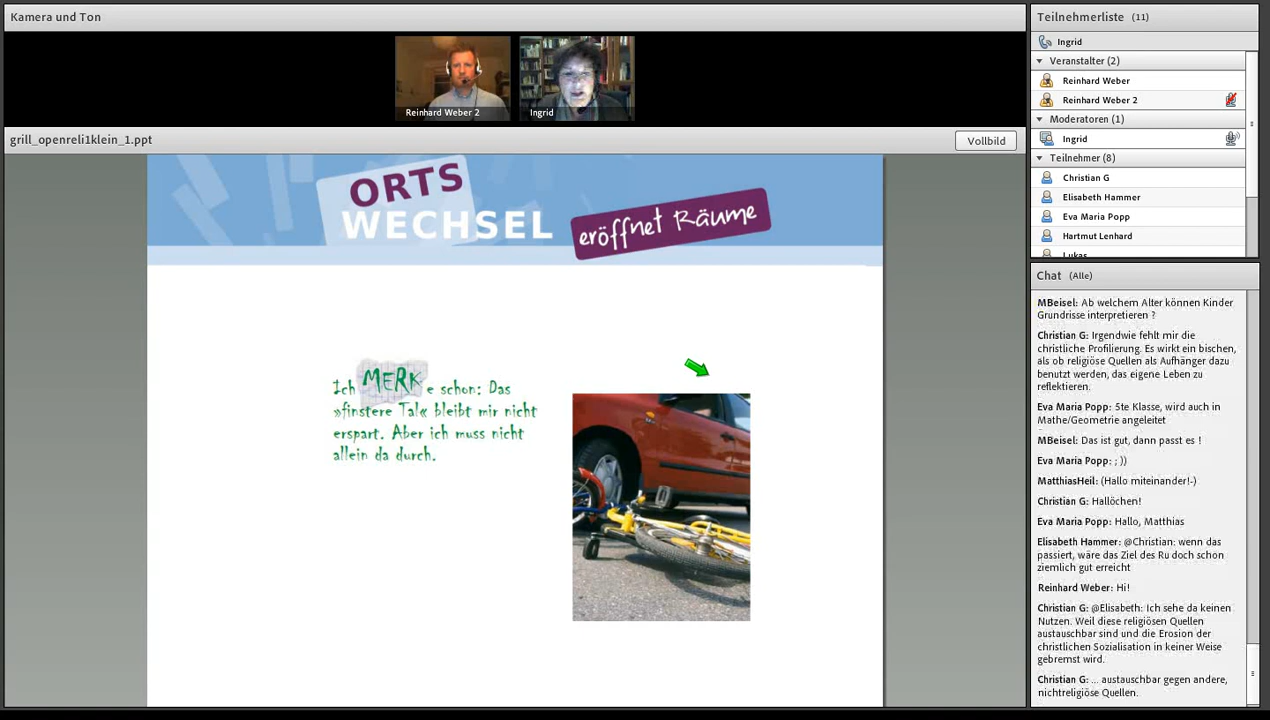 Kamera und Ton
Reinhard Weber 2
Ingrid
grill_openreli1klein_1.ppt
Vollbild
ORTS
WECHSEL
eröffnet Räume
Ich MERKe schon: Das
»finstere Tal« bleibt mir nicht
erspart. Aber ich muss nicht
allein da durch.
Teilnehmerliste (11)
Ingrid
Veranstalter (2)
Reinhard Weber
Reinhard Weber 2
Moderatoren (1)
Ingrid
Teilnehmer (8)
Christian G
Elisabeth Hammer
Eva Maria Popp
Hartmut Lenhard
Lukas
Chat (Alle)
MBeisel: Ab welchem Alter können Kinder
Grundrisse interpretieren ?
Christian G: Irgendwie fehlt mir die
christliche Profilierung. Es wirkt ein bischen,
als ob religiöse Quellen als Aufhänger dazu
benutzt werden, das eigene Leben zu
reflektieren.
Eva Maria Popp: 5te Klasse, wird auch in
Mathe/Geometrie angeleitet
MBeisel: Das ist gut, dann passt es !
Eva Maria Popp: ; ))
MatthiasHeil: (Hallo miteinander!-)
Christian G: Hallöchen!
Eva Maria Popp: Hallo, Matthias
Elisabeth Hammer: @Christian: wenn das
passiert, wäre das Ziel des Ru doch schon
ziemlich gut erreicht
Reinhard Weber: Hi!
Christian G: @Elisabeth: Ich sehe da keinen
Nutzen. Weil diese religiösen Quellen
austauschbar sind und die Erosion der
christlichen Sozialisation in keiner Weise
gebremst wird.
Christian G: ... austauschbar gegen andere,
nichtreligiöse Quellen.